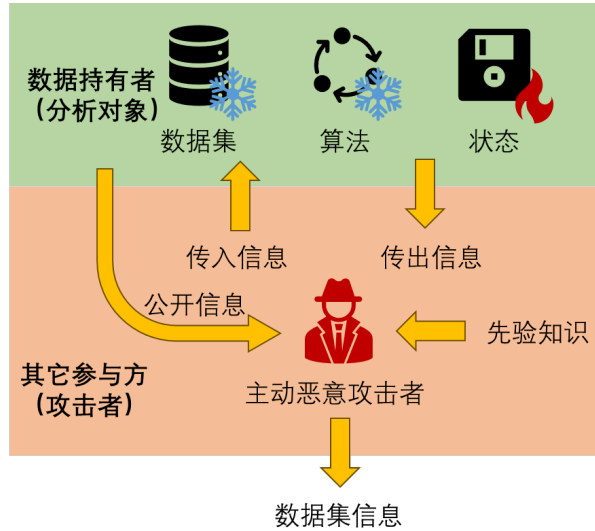 数据持有者
（分析对象）
数据集
算法
状态
传入信息
传出信息
公开信息
先验知识
其它参与方
（攻击者）
主动恶意攻击者
数据集信息